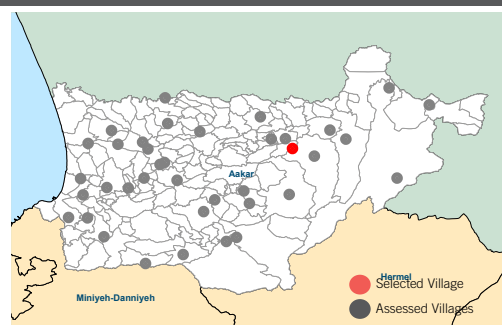 Aakar
Hermel
Selected Village
Miniyeh-Danniyeh
Assessed Villages